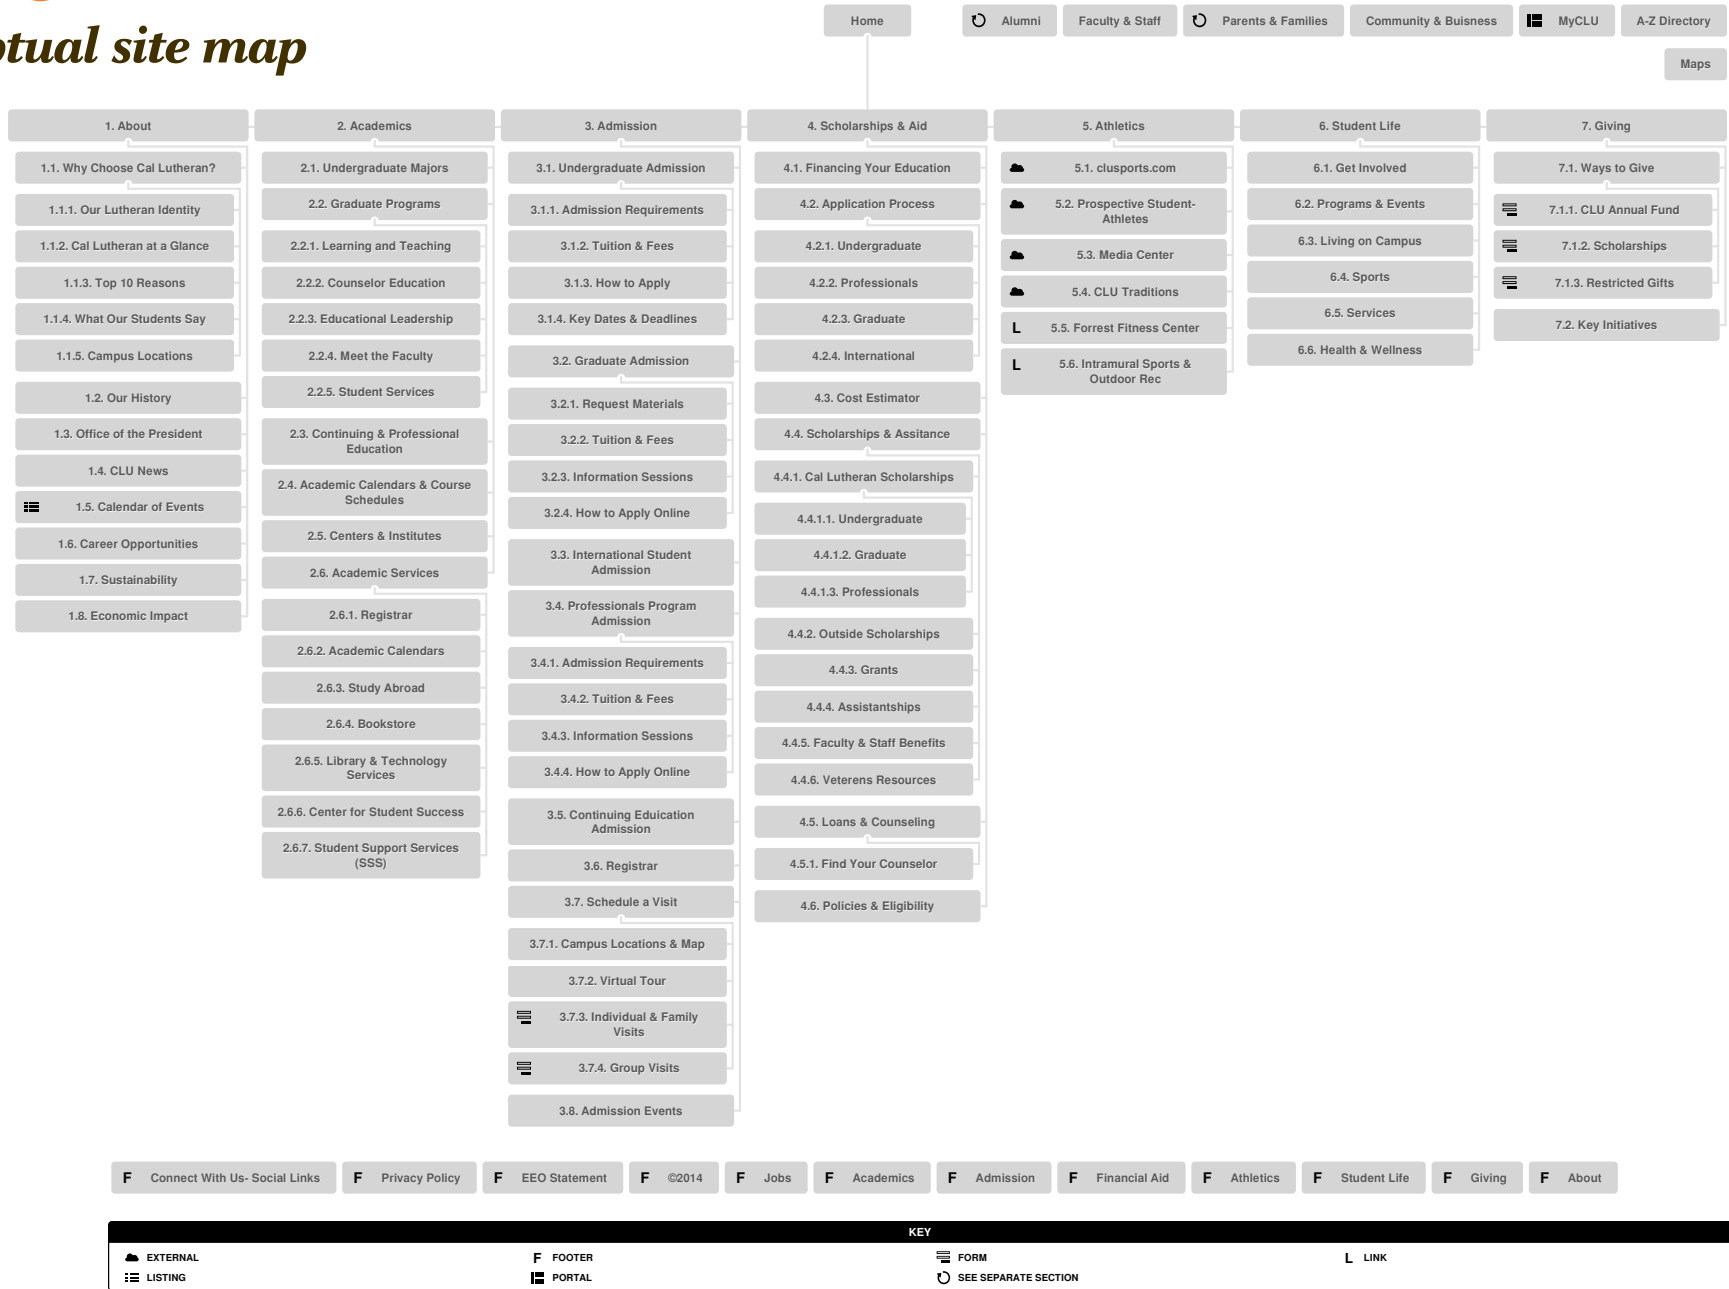 Home
Alumni
Faculty & Staff
Parents & Families
Community & Buisness
MyCLU
A-Z Directory
ptual site map
Maps
1. About
1.1. Why Choose Cal Lutheran?
1.1.1. Our Lutheran Identity
1.1.2. Cal Lutheran at a Glance
1.1.3. Top 10 Reasons
1.1.4. What Our Students Say
1.1.5. Campus Locations
1.2. Our History
1.3. Office of the President
1.4. CLU News
1.5. Calendar of Events
1.6. Career Opportunities
1.7. Sustainability
1.8. Economic Impact
2. Academics
2.1. Undergraduate Majors
2.2. Graduate Programs
2.2.1. Learning and Teaching
2.2.2. Counselor Education
2.2.3. Educational Leadership
2.2.4. Meet the Faculty
2.2.5. Student Services
2.3. Continuing & Professional
Education
2.4. Academic Calendars & Course
Schedules
2.5. Centers & Institutes
2.6. Academic Services
2.6.1. Registrar
2.6.2. Academic Calendars
2.6.3. Study Abroad
2.6.4. Bookstore
2.6.5. Library & Technology
Services
2.6.6. Center for Student Success
2.6.7. Student Support Services
(SSS)
3. Admission
3.1. Undergraduate Admission
3.1.1. Admission Requirements
3.1.2. Tuition & Fees
3.1.3. How to Apply
3.1.4. Key Dates & Deadlines
3.2. Graduate Admission
3.2.1. Request Materials
3.2.2. Tuition & Fees
3.2.3. Information Sessions
3.2.4. How to Apply Online
3.3. International Student
Admission
3.4. Professionals Program
Admission
3.4.1. Admission Requirements
3.4.2. Tuition & Fees
3.4.3. Information Sessions
3.4.4. How to Apply Online
3.5. Continuing Eduication
Admission
3.6. Registrar
3.7. Schedule a Visit
3.7.1. Campus Locations & Map
3.7.2. Virtual Tour
3.7.3. Individual & Family
Visits
3.7.4. Group Visits
3.8. Admission Events
4. Scholarships & Aid
4.1. Financing Your Education
4.2. Application Process
4.2.1. Undergraduate
4.2.2. Professionals
4.2.3. Graduate
4.2.4. International
4.3. Cost Estimator
4.4. Scholarships & Assitance
4.4.1. Cal Lutheran Scholarships
4.4.1.1. Undergraduate
4.4.1.2. Graduate
4.4.1.3. Professionals
4.4.2. Outside Scholarships
4.4.3. Grants
4.4.4. Assistantships
4.4.5. Faculty & Staff Benefits
4.4.6. Veterens Resources
4.5. Loans & Counseling
4.5.1. Find Your Counselor
4.6. Policies & Eligibility
5. Athletics
5.1. clusports.com
5.2. Prospective Student-
Athletes
5.3. Media Center
5.4. CLU Traditions
L 5.5. Forrest Fitness Center
L 5.6. Intramural Sports &
Outdoor Rec
6. Student Life
6.1. Get Involved
6.2. Programs & Events
6.3. Living on Campus
6.4. Sports
6.5. Services
6.6. Health & Wellness
7. Giving
7.1. Ways to Give
7.1.1. CLU Annual Fund
7.1.2. Scholarships
7.1.3. Restricted Gifts
7.2. Key Initiatives
F Connect With Us- Social Links
F Privacy Policy
F EEO Statement
F ©2014
F Jobs
F Academics
F Admission
F Financial Aid
F Athletics
F Student Life
F Giving
F About
KEY
EXTERNAL
F FOOTER
FORM
L LINK
LISTING
PORTAL
SEE SEPARATE SECTION